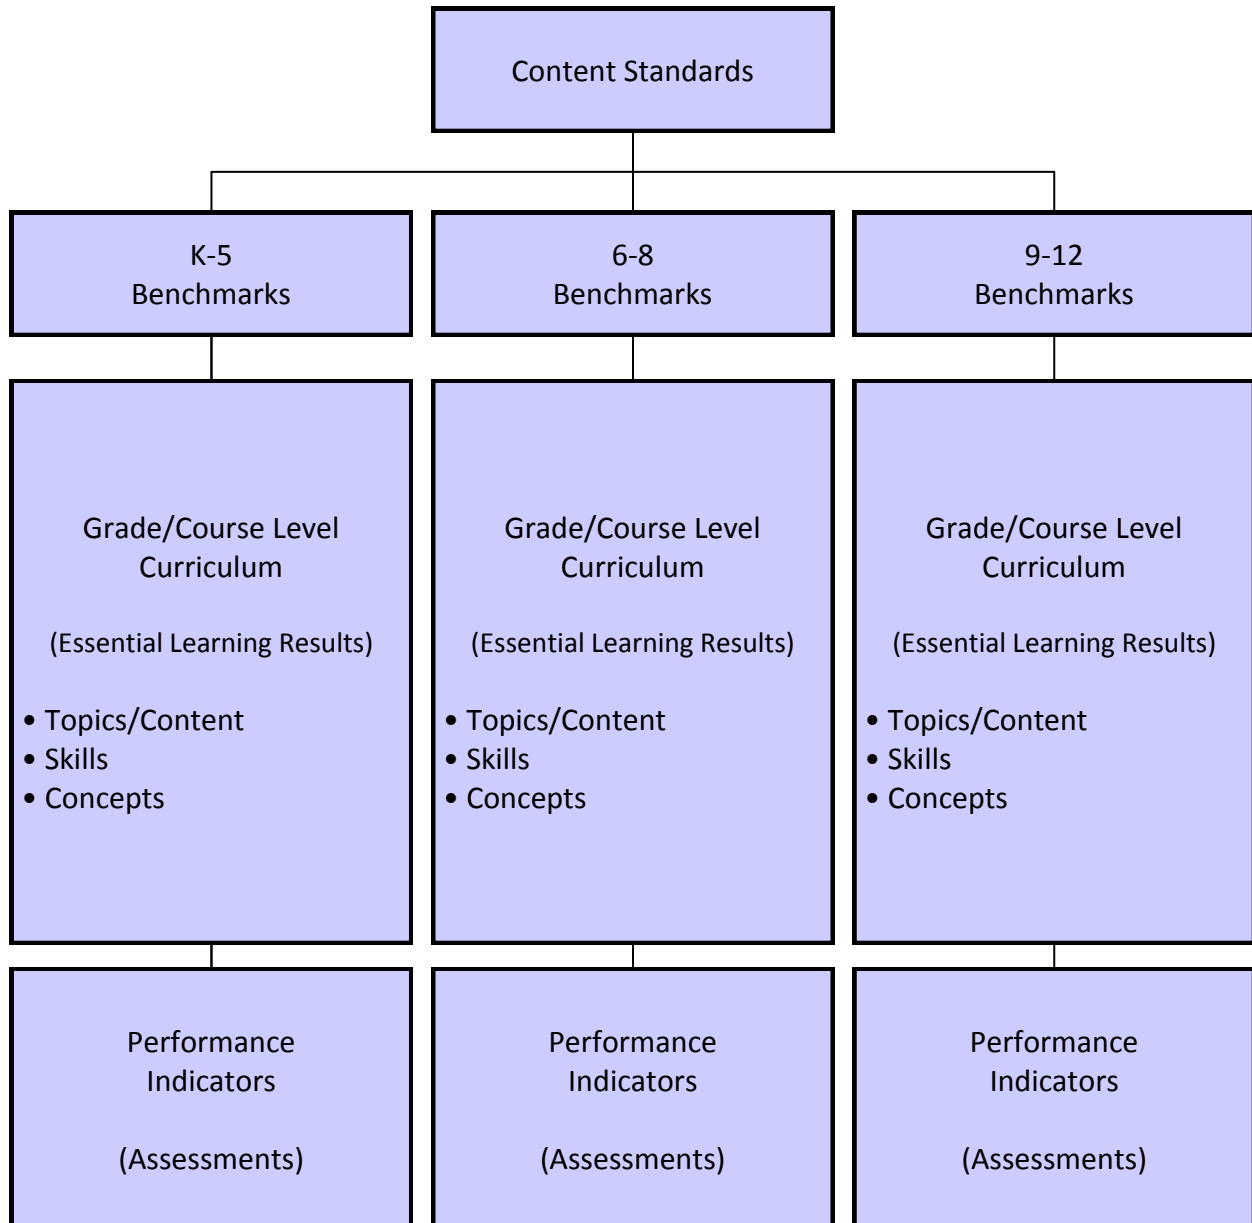 Content Standards
K-5
Benchmarks
6-8
Benchmarks
9-12
Benchmarks
Grade/Course Level
Curriculum
(Essential Learning Results)
• Topics/Content
• Skills
• Concepts
Grade/Course Level
Curriculum
(Essential Learning Results)
• Topics/Content
• Skills
• Concepts
Grade/Course Level
Curriculum
(Essential Learning Results)
• Topics/Content
• Skills
• Concepts
Performance
Indicators
(Assessments)
Performance
Indicators
(Assessments)
Performance
Indicators
(Assessments)